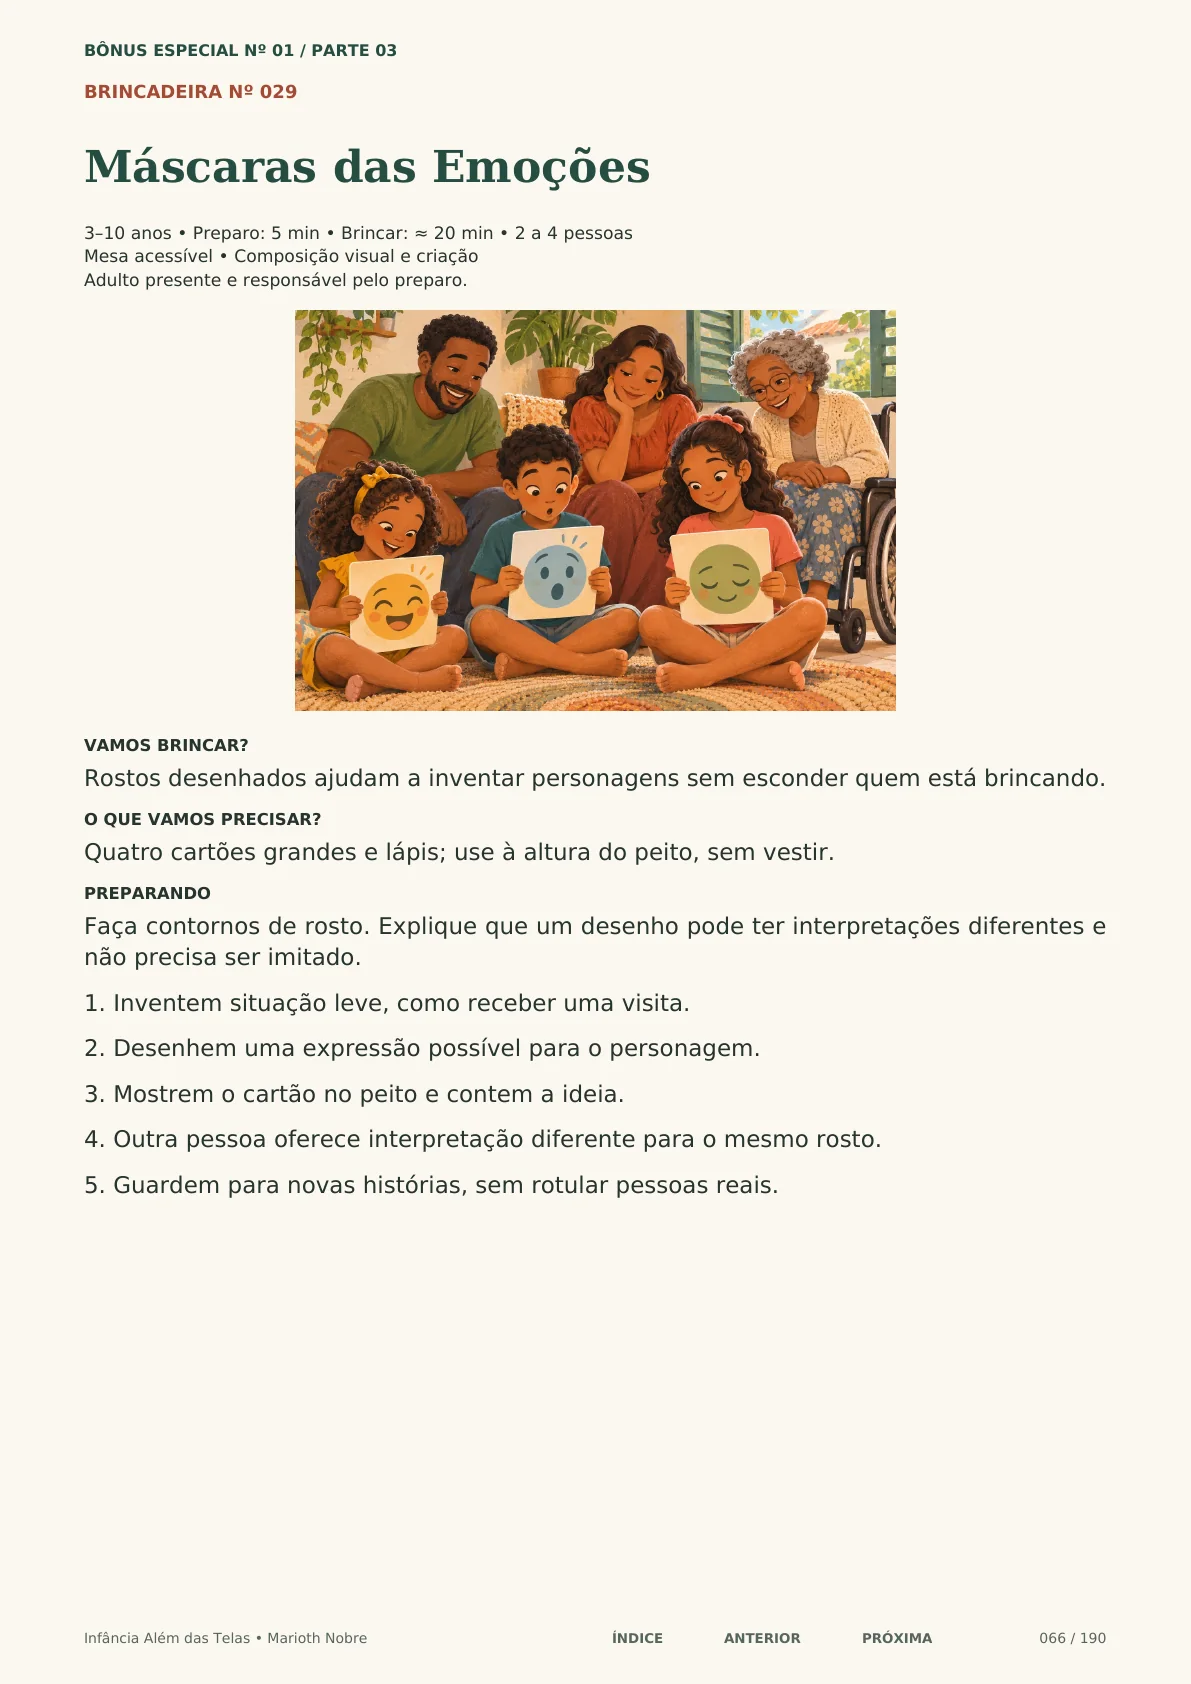 BÔNUS ESPECIAL Nº 01 / PARTE 03
BRINCADEIRA Nº 029
Máscaras das Emoções
3–10 anos • Preparo: 5 min • Brincar: ≈ 20 min • 2 a 4 pessoas
Mesa acessível • Composição visual e criação
Adulto presente e responsável pelo preparo.
VAMOS BRINCAR?
Rostos desenhados ajudam a inventar personagens sem esconder quem está brincando.
O QUE VAMOS PRECISAR?
Quatro cartões grandes e lápis; use à altura do peito, sem vestir.
PREPARANDO
Faça contornos de rosto. Explique que um desenho pode ter interpretações diferentes e
não precisa ser imitado.
1. Inventem situação leve, como receber uma visita.
2. Desenhem uma expressão possível para o personagem.
3. Mostrem o cartão no peito e contem a ideia.
4. Outra pessoa oferece interpretação diferente para o mesmo rosto.
5. Guardem para novas histórias, sem rotular pessoas reais.
Infância Além das Telas • Marioth Nobre ÍNDICE ANTERIOR PRÓXIMA 066 / 190